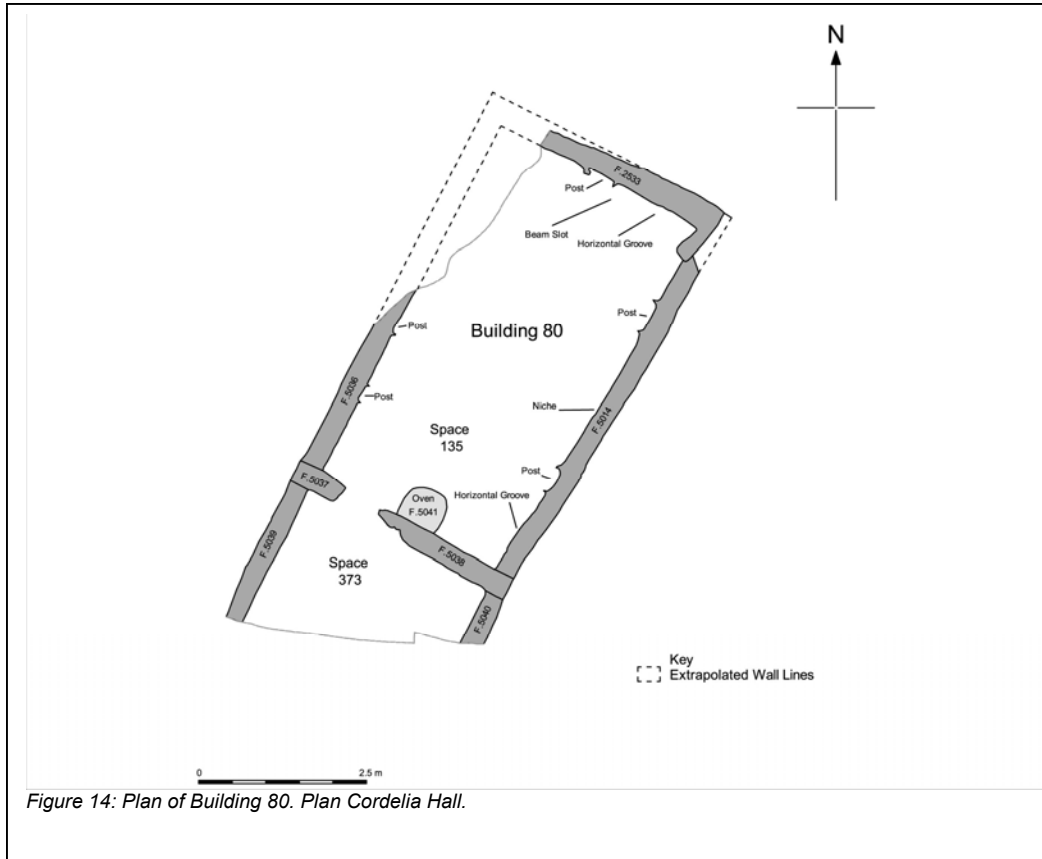 N
F.2533
Post
Beam Slot
Horizontal Groove
Post
Post
Building 80
F.5036
Post
Niche
F.5014
Space
135
Post
F.5037
Oven
F.5041
Horizontal Groove
F.5039
F.5038
Space
373
F.5040
Key
Extrapolated Wall Lines
0
2.5 m
Figure 14: Plan of Building 80. Plan Cordelia Hall.